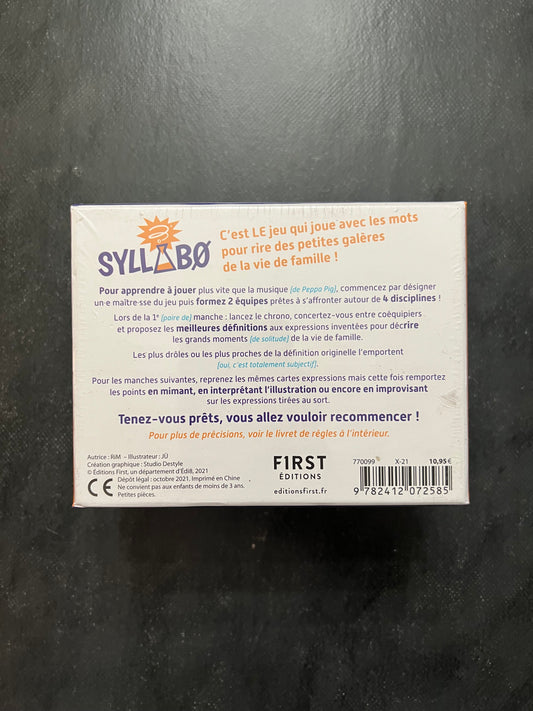 SYLLABØ
C'est LE jeu qui joue avec les mots
pour rire des petites galères
de la vie de famille !
Pour apprendre à jouer plus vite que la musique [de Peppa Pig], commencez par désigner
un·e maître·sse du jeu puis formez 2 équipes prêtes à s'affronter autour de 4 disciplines !
Lors de la 1e [paire de] manche : lancez le chrono, concertez-vous entre coéquipiers
et proposez les meilleures définitions aux expressions inventées pour décrire
les grands moments [de solitude] de la vie de famille.
Les plus drôles ou les plus proches de la définition originelle l'emportent
[oui, c'est totalement subjectif].
Pour les manches suivantes, reprenez les mêmes cartes expressions mais cette fois remportez
les points en mimant, en interprétant l'illustration ou encore en improvisant
sur les expressions tirées au sort.
Tenez-vous prêts, vous allez vouloir recommencer !
Pour plus de précisions, voir le livret de règles à l'intérieur.
Autrice : RiM - Illustrateur : JÜ
Création graphique : Studio Destyle
© Éditions First, un département d'Édi8, 2021
Dépôt légal : octobre 2021. Imprimé en Chine
Ne convient pas aux enfants de moins de 3 ans.
Petites pièces.
CE
F1RST
ÉDITIONS
editionsfirst.fr
770099 X-21 10,95 €
9 782412 072585